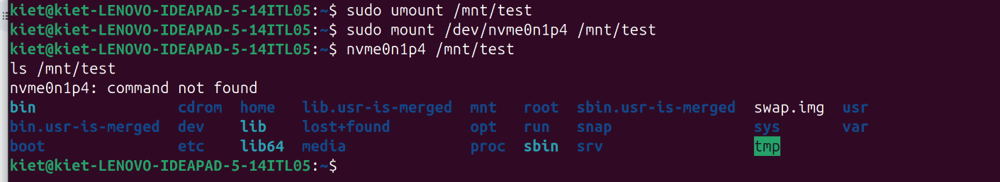 kiet@kiet-LENOVO-IDEAPAD-5-14ITL05:~$ sudo umount /mnt/test
kiet@kiet-LENOVO-IDEAPAD-5-14ITL05:~$ sudo mount /dev/nvme0n1p4 /mnt/test
kiet@kiet-LENOVO-IDEAPAD-5-14ITL05:~$ nvme0n1p4 /mnt/test
ls /mnt/test
nvme0n1p4: command not found
bin cdrom home lib.usr-is-merged mnt root sbin.usr-is-merged swap.img usr
bin.usr-is-merged dev lib lost+found opt run snap sys var
boot etc lib64 media proc sbin srv tmp
kiet@kiet-LENOVO-IDEAPAD-5-14ITL05:~$